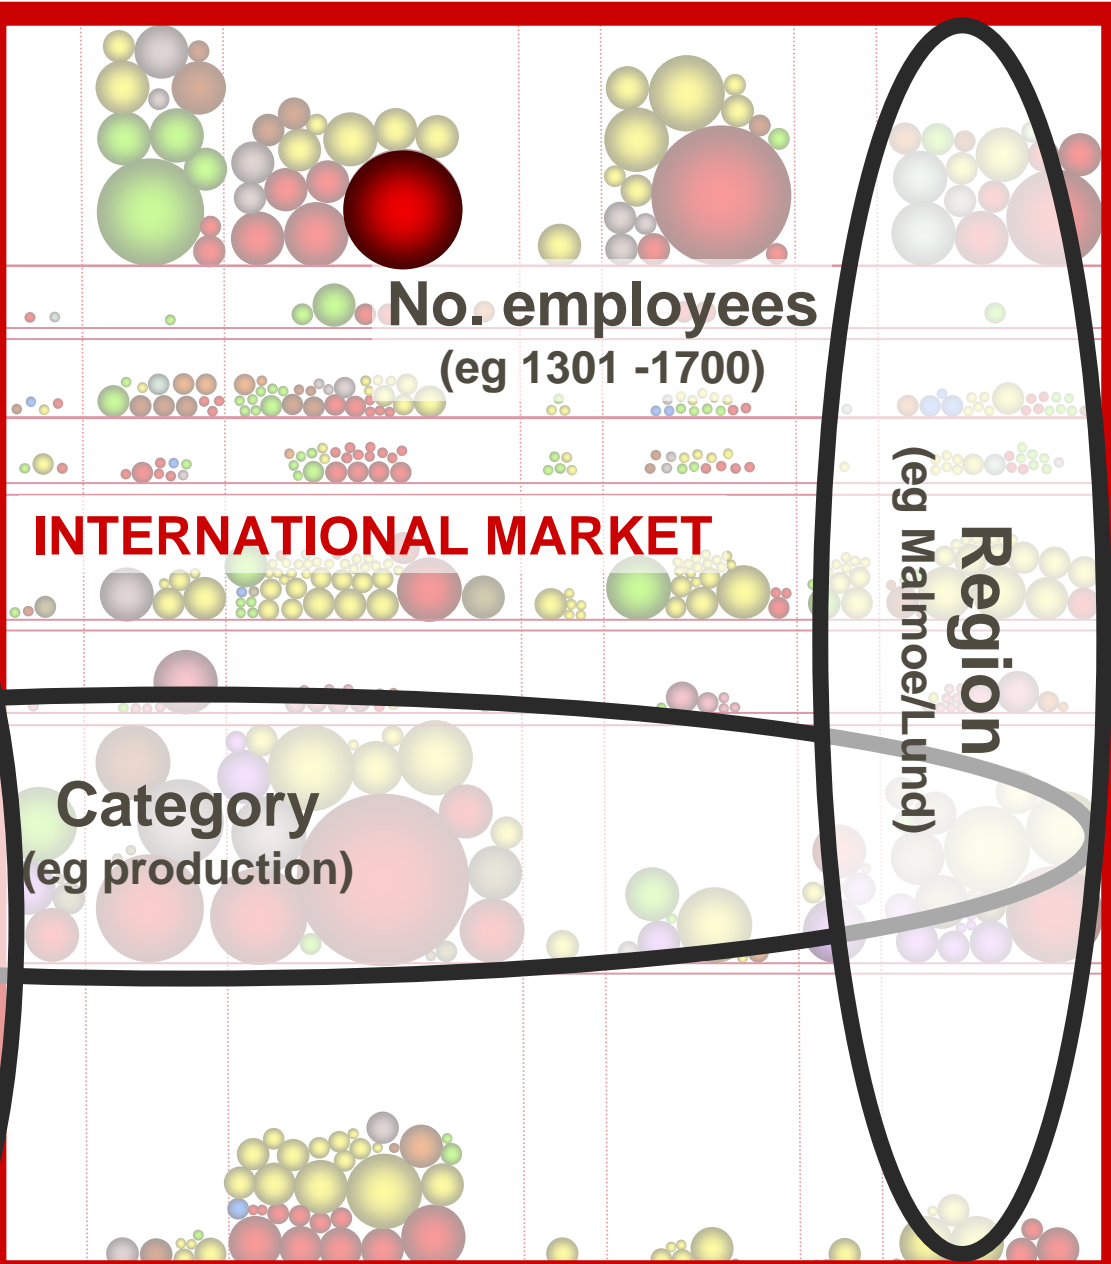 No. employees
(eg 1301 -1700)
INTERNATIONAL MARKET
Region
(eg Malmoe/Lund)
Category
(eg production)